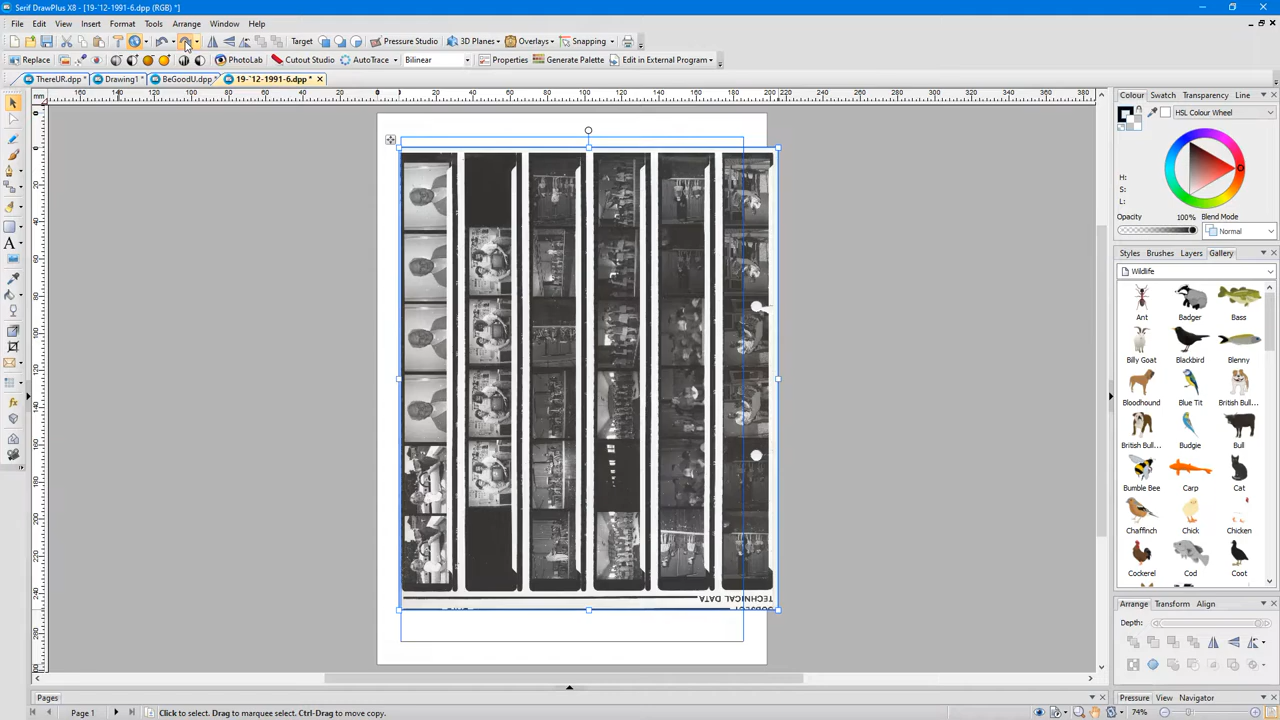 Serif DrawPlus X8 - [19-'12-1991-6.dpp (RGB) *]
File Edit View Insert Format Tools Arrange Window Help
Target Pressure Studio 3D Planes Overlays Snapping
Replace PhotoLab Cutout Studio AutoTrace Bilinear Properties Generate Palette Edit in External Program
ThereUR.dpp * Drawing1 * BeGoodU.dpp * 19-'12-1991-6.dpp *
Colour Swatch Transparency Line
HSL Colour Wheel
H:
S:
L:
Opacity 100% Blend Mode
Normal
Styles Brushes Layers Gallery
Wildlife
Ant Badger Bass
Billy Goat Blackbird Blenny
Bloodhound Blue Tit British Bull...
British Bull... Budgie Bull
Bumble Bee Carp Cat
Chaffinch Chick Chicken
Cockerel Cod Coot
TECHNICAL DATA
Arrange Transform Align
Depth:
Pages
Pressure View Navigator
Page 1 Click to select. Drag to marquee select. Ctrl-Drag to move copy. 74%